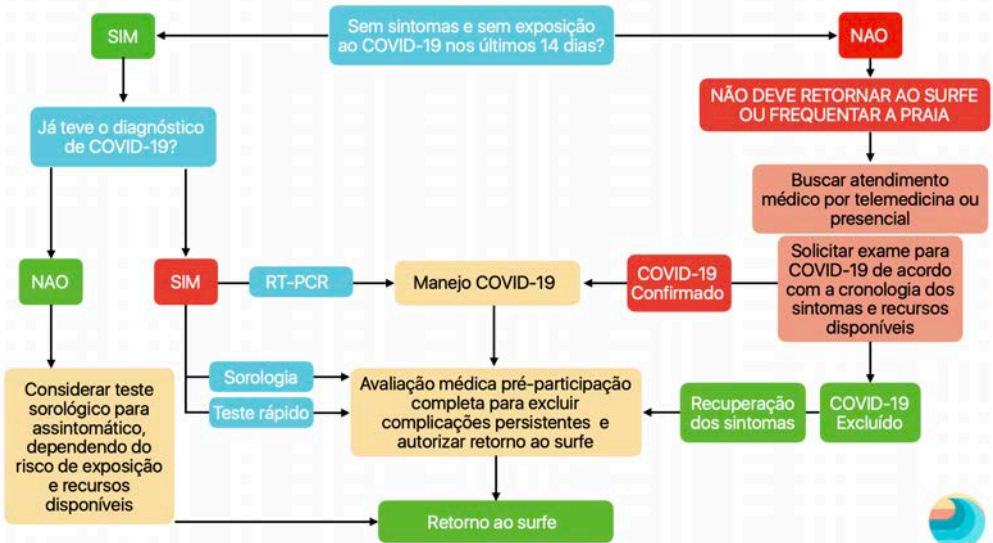 SIM
Sem sintomas e sem exposição
ao COVID-19 nos últimos 14 dias?
NAO
NÃO DEVE RETORNAR AO SURFE
OU FREQUENTAR A PRAIA
Já teve o diagnóstico
de COVID-19?
Buscar atendimento
médico por telemedicina ou
presencial
NAO
SIM
RT-PCR
Manejo COVID-19
COVID-19
Confirmado
Solicitar exame para
COVID-19 de acordo
com a cronologia dos
sintomas e recursos
disponíveis
Considerar teste
sorológico para
assintomático,
dependendo do
risco de exposição
e recursos
disponíveis
Sorologia
Teste rápido
Avaliação médica pré-participação
completa para excluir
complicações persistentes e
autorizar retorno ao surfe
Recuperação
dos sintomas
COVID-19
Excluído
Retorno ao surfe